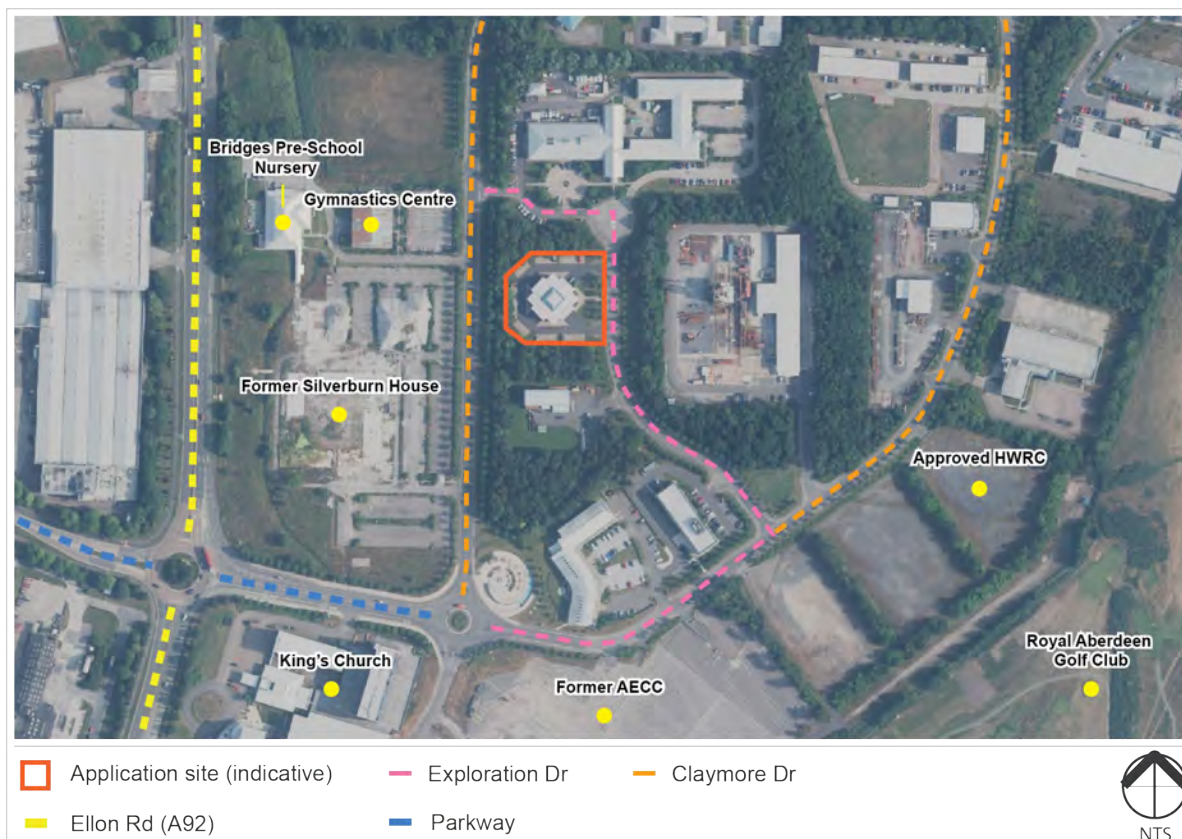 Bridges Pre-School
Nursery
Gymnastics Centre
Former Silverburn House
Approved HWRC
King's Church
Former AECC
Royal Aberdeen
Golf Club
Application site (indicative)
Exploration Dr
Claymore Dr
Ellon Rd (A92)
Parkway
NTS